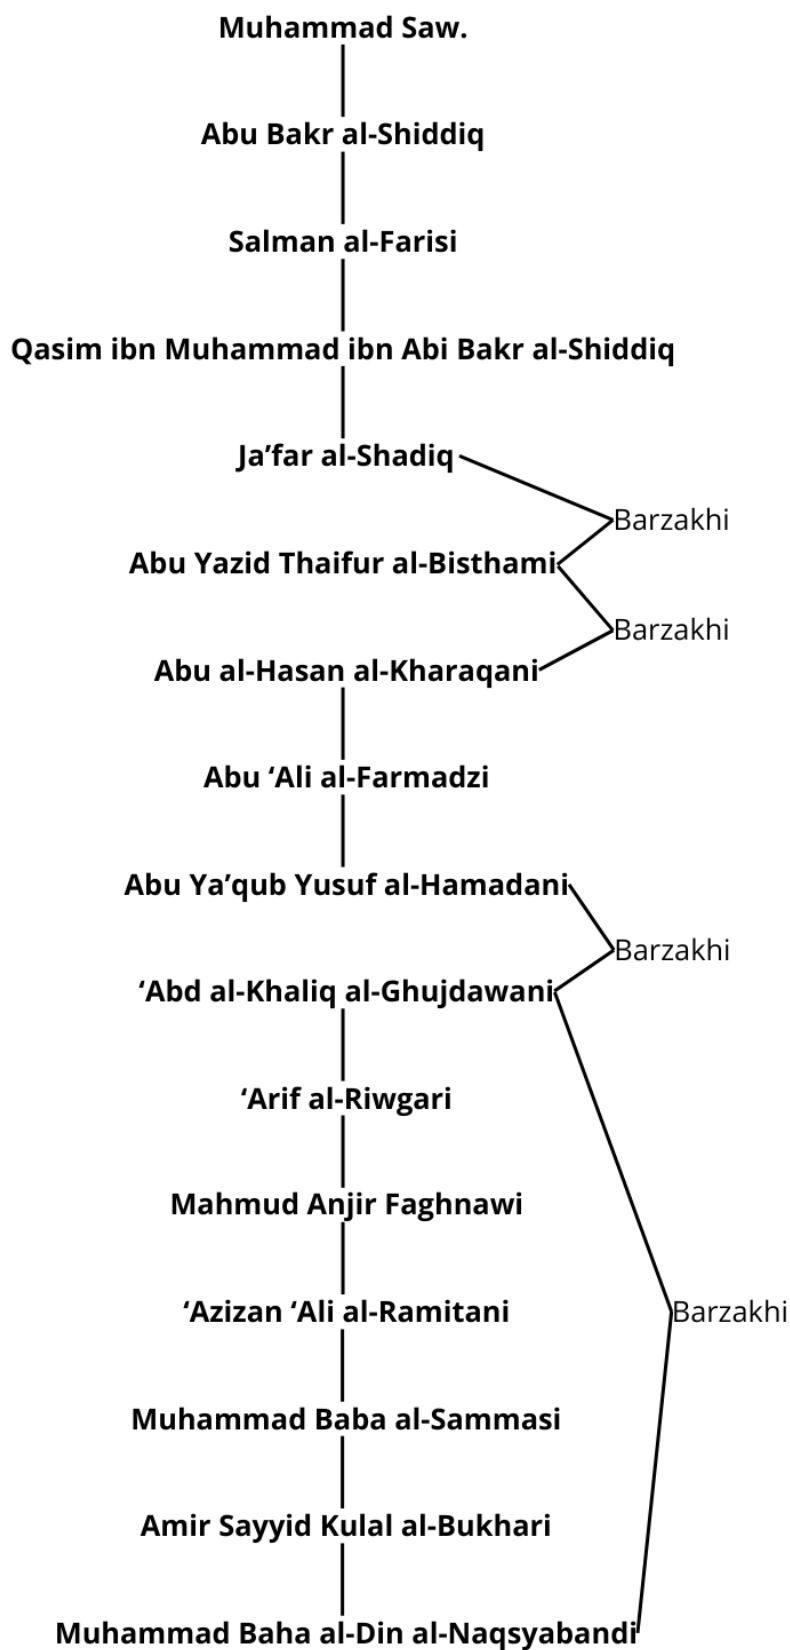 Muhammad Saw.
Abu Bakr al-Shiddiq
Salman al-Farisi
Qasim ibn Muhammad ibn Abi Bakr al-Shiddiq
Ja’far al-Shadiq
Barzakhi
Abu Yazid Thaifur al-Bisthami
Barzakhi
Abu al-Hasan al-Kharaqani
Abu ‘Ali al-Farmadzi
Abu Ya’qub Yusuf al-Hamadani
Barzakhi
‘Abd al-Khaliq al-Ghujdawani
‘Arif al-Riwgari
Mahmud Anjir Faghnawi
‘Azizan ‘Ali al-Ramitani
Barzakhi
Muhammad Baba al-Sammasi
Amir Sayyid Kulal al-Bukhari
Muhammad Baha al-Din al-Naqsyabandi